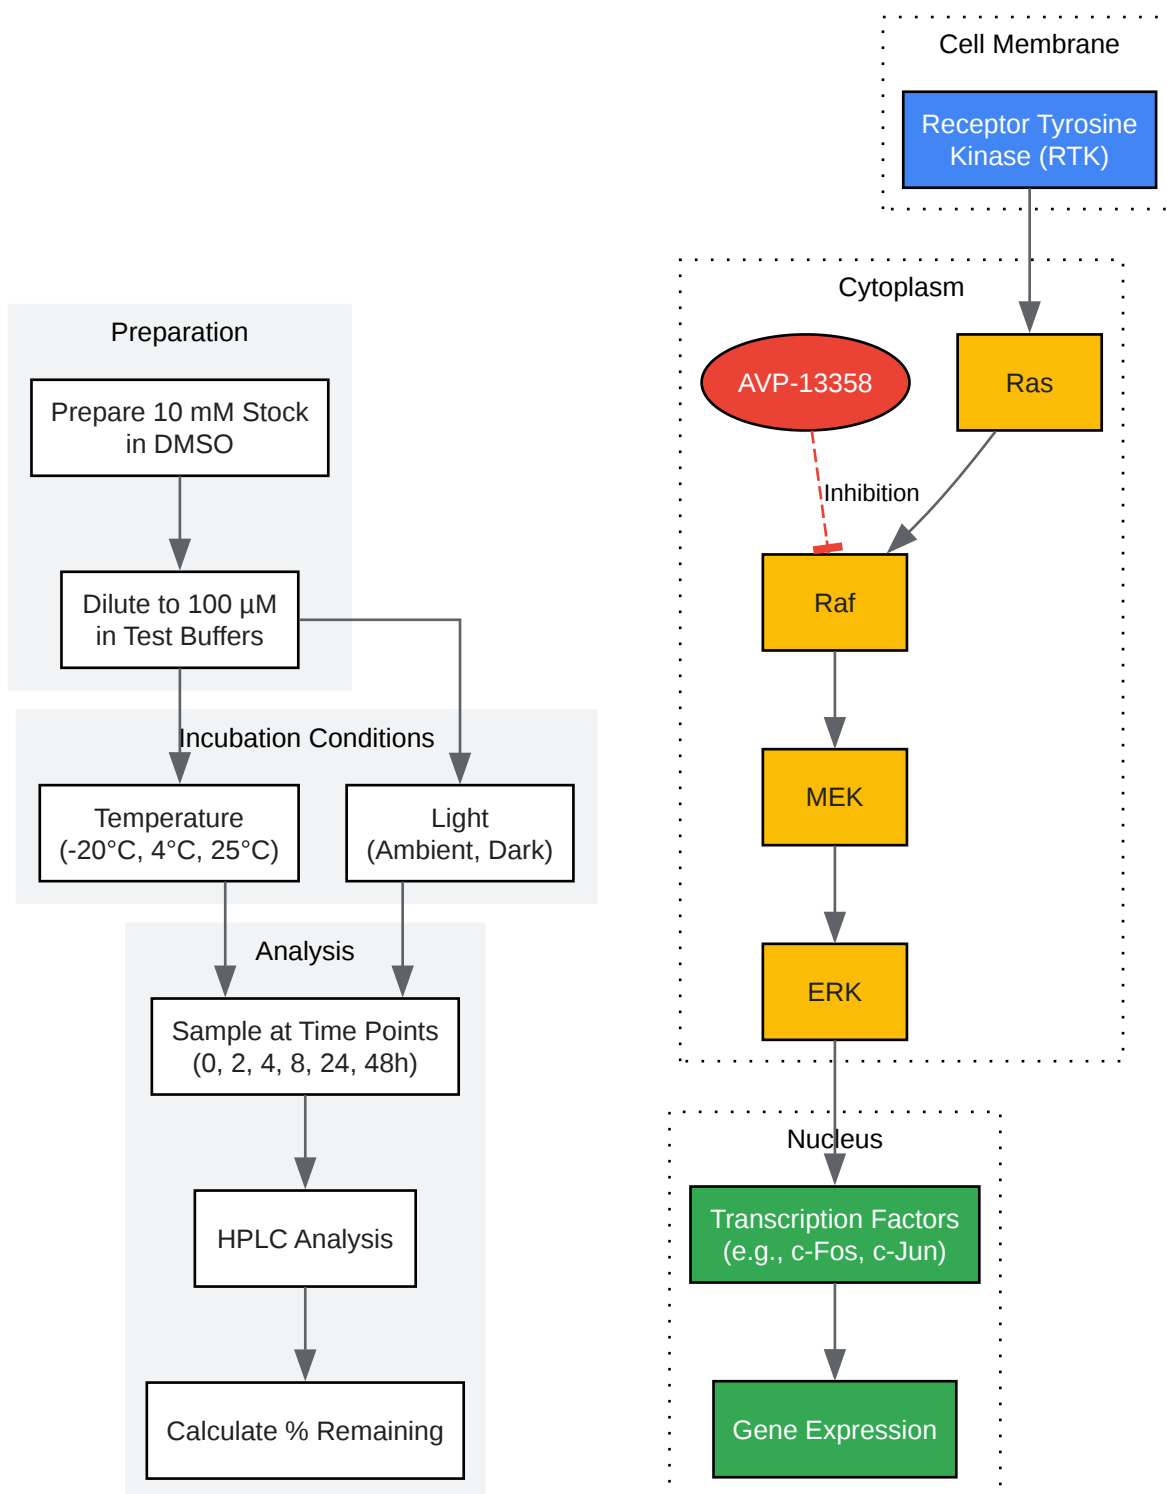 Preparation
Prepare 10 mM Stock
in DMSO
Dilute to 100 µM
in Test Buffers
Incubation Conditions
Temperature
(-20°C, 4°C, 25°C)
Light
(Ambient, Dark)
Analysis
Sample at Time Points
(0, 2, 4, 8, 24, 48h)
HPLC Analysis
Calculate % Remaining
Cell Membrane
Receptor Tyrosine
Kinase (RTK)
Cytoplasm
AVP-13358
Ras
Inhibition
Raf
MEK
ERK
Nucleus
Transcription Factors
(e.g., c-Fos, c-Jun)
Gene Expression